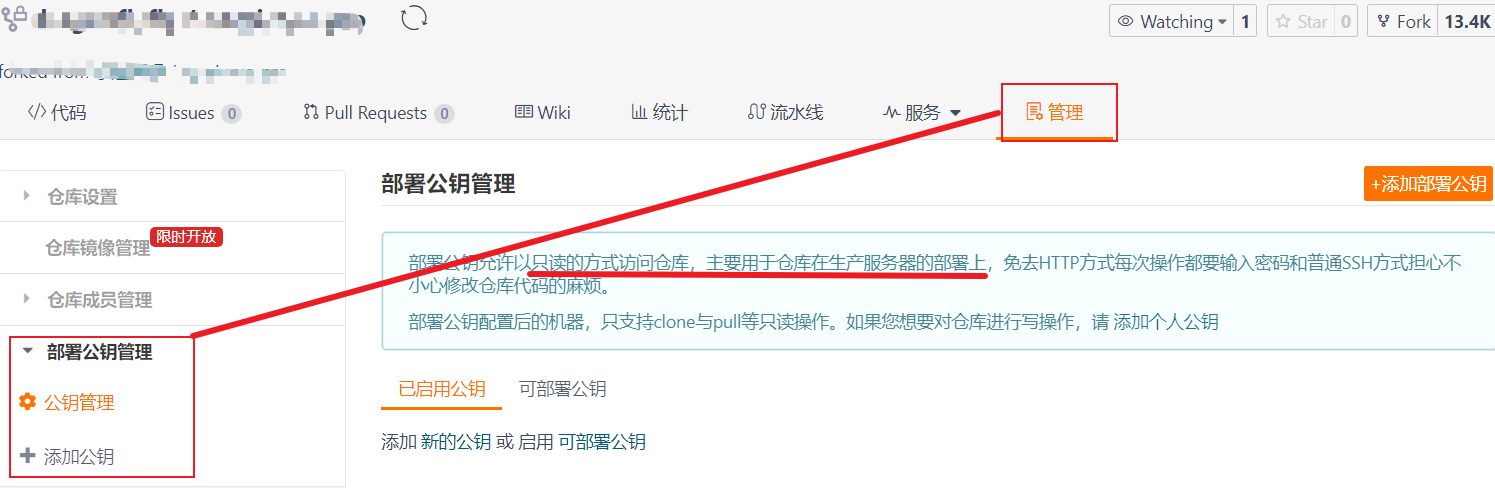 Watching 1 Star 0 Fork 13.4K
代码 Issues 0 Pull Requests 0 Wiki 统计 流水线 服务 管理
仓库设置
仓库镜像管理 限时开放
仓库成员管理
部署公钥管理
公钥管理
+ 添加公钥
部署公钥管理
+添加部署公钥
部署公钥允许以只读的方式访问仓库，主要用于仓库在生产服务器的部署上，免去HTTP方式每次操作都要输入密码和普通SSH方式担心不
小心修改仓库代码的麻烦。
部署公钥配置后的机器，只支持clone与pull等只读操作。如果您想要对仓库进行写操作，请 添加个人公钥
已启用公钥 可部署公钥
添加 新的公钥 或 启用 可部署公钥